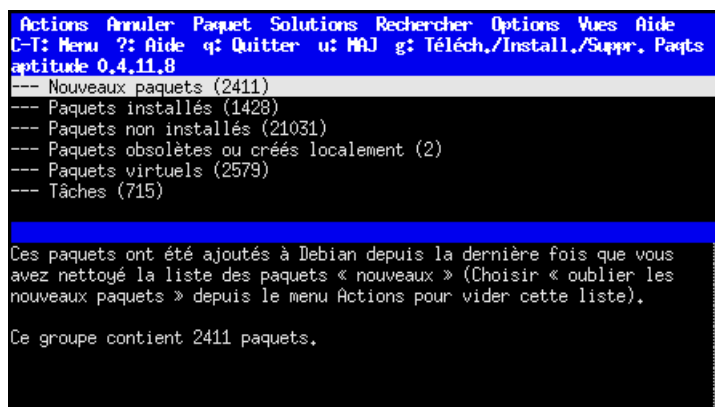 Actions Annuler Paquet Solutions Rechercher Options Vues Aide
C-T: Menu ?: Aide q: Quitter u: MAJ g: Téléch./Install./Suppr. Paqts
aptitude 0.4.11.8
--- Nouveaux paquets (2411)
--- Paquets installés (1428)
--- Paquets non installés (21031)
--- Paquets obsolètes ou créés localement (2)
--- Paquets virtuels (2579)
--- Tâches (715)
Ces paquets ont été ajoutés à Debian depuis la dernière fois que vous
avez nettoyé la liste des paquets « nouveaux » (Choisir « oublier les
nouveaux paquets » depuis le menu Actions pour vider cette liste).
Ce groupe contient 2411 paquets.